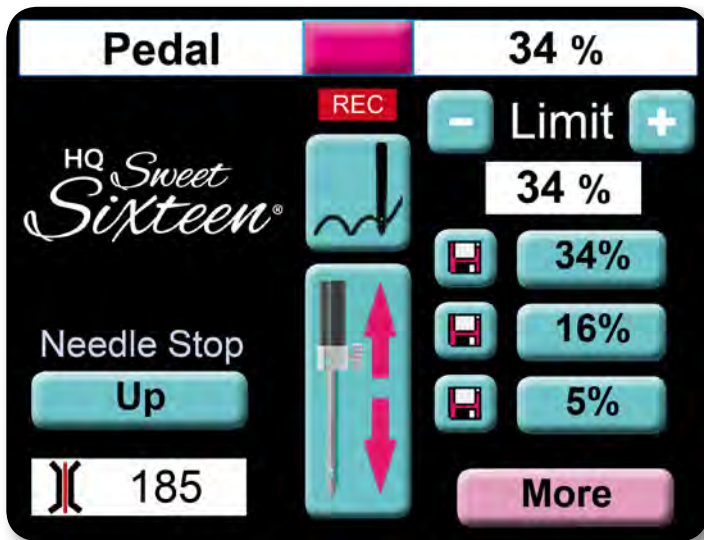 Pedal
34 %
REC
- Limit +
34 %
HQ Sweet
Sixteen®
34%
16%
5%
Needle Stop
Up
185
More